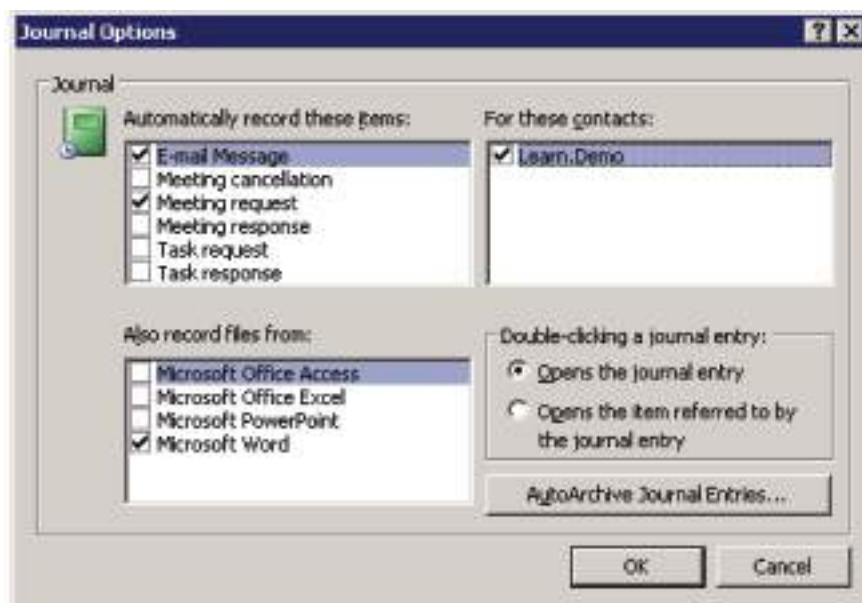 Journal Options
Journal
Automatically record these items:
E-mail Message
Meeting cancellation
Meeting request
Meeting response
Task request
Task response
For these contacts:
Learn.Demo
Also record files from:
Microsoft Office Access
Microsoft Office Excel
Microsoft PowerPoint
Microsoft Word
Double-clicking a journal entry:
Opens the journal entry
Opens the item referred to by
the journal entry
AutoArchive Journal Entries...
OK
Cancel